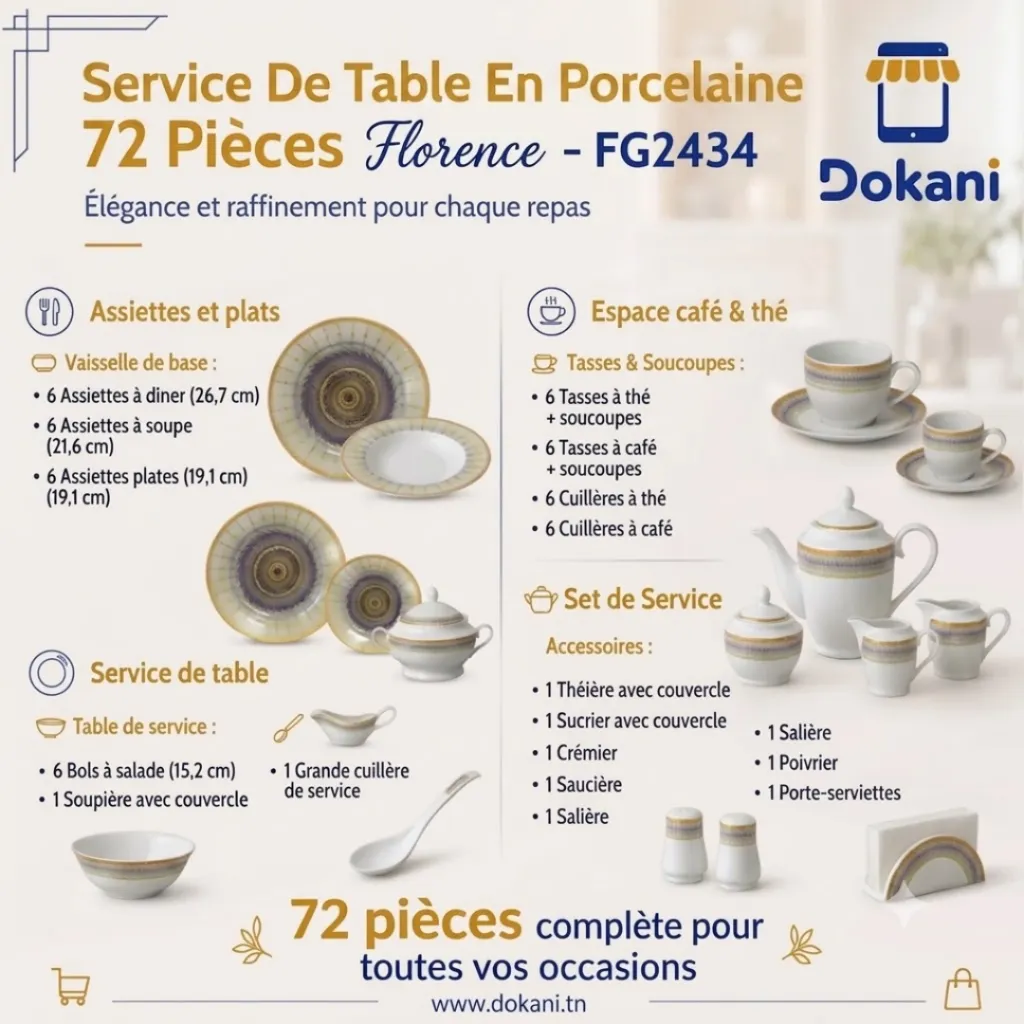 Service De Table En Porcelaine
72 Pièces Florence - FG2434
Élégance et raffinement pour chaque repas
Dokani
Assiettes et plats
Vaisselle de base :
• 6 Assiettes à dîner (26,7 cm)
• 6 Assiettes à soupe
(21,6 cm)
• 6 Assiettes plates (19,1 cm)
(19,1 cm)
Service de table
Table de service :
• 6 Bols à salade (15,2 cm)
• 1 Soupière avec couvercle
• 1 Grande cuillère
de service
Espace café & thé
Tasses & Soucoupes :
• 6 Tasses à thé
+ soucoupes
• 6 Tasses à café
+ soucoupes
• 6 Cuillères à thé
• 6 Cuillères à café
Set de Service
Accessoires :
• 1 Théière avec couvercle
• 1 Sucrier avec couvercle
• 1 Crémier
• 1 Saucière
• 1 Salière
• 1 Salière
• 1 Poivrier
• 1 Porte-serviettes
72 pièces complète pour
toutes vos occasions
www.dokani.tn